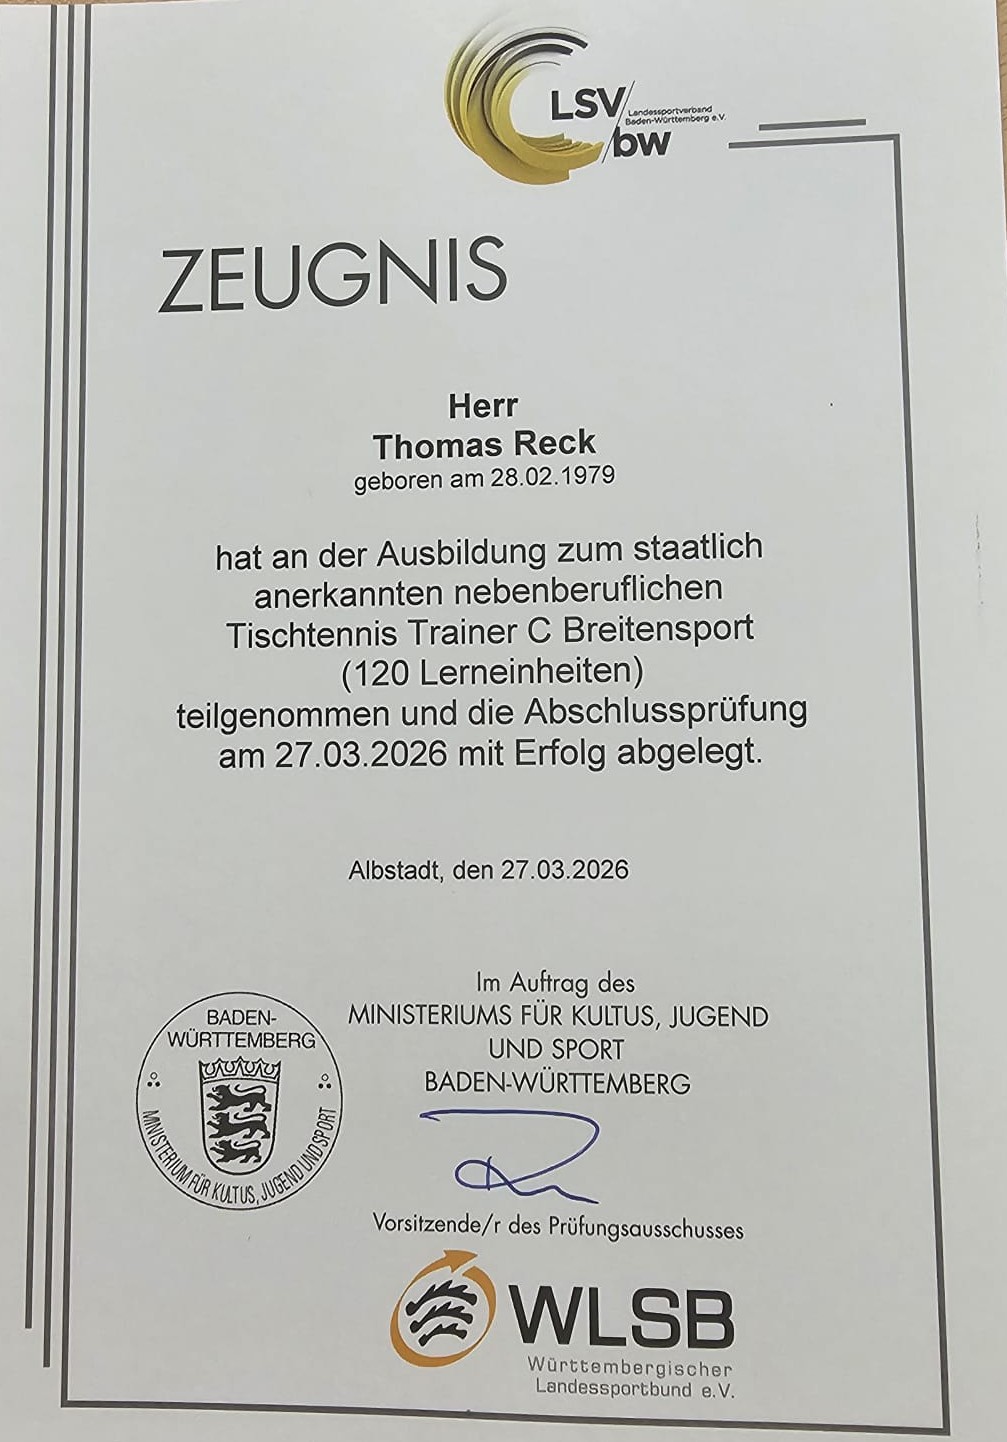 LSV/
bw
Landessportverband
Baden-Württemberg e.V.
ZEUGNIS
Herr
Thomas Reck
geboren am 28.02.1979
hat an der Ausbildung zum staatlich
anerkannten nebenberuflichen
Tischtennis Trainer C Breitensport
(120 Lerneinheiten)
teilgenommen und die Abschlussprüfung
am 27.03.2026 mit Erfolg abgelegt.
Albstadt, den 27.03.2026
Im Auftrag des
MINISTERIUMS FÜR KULTUS, JUGEND
UND SPORT
BADEN-WÜRTTEMBERG
BADEN-
WÜRTTEMBERG
MINISTERIUM FÜR KULTUS, JUGEND UND SPORT
Vorsitzende/r des Prüfungsausschusses
WLSB
Württembergischer
Landessportbund e.V.